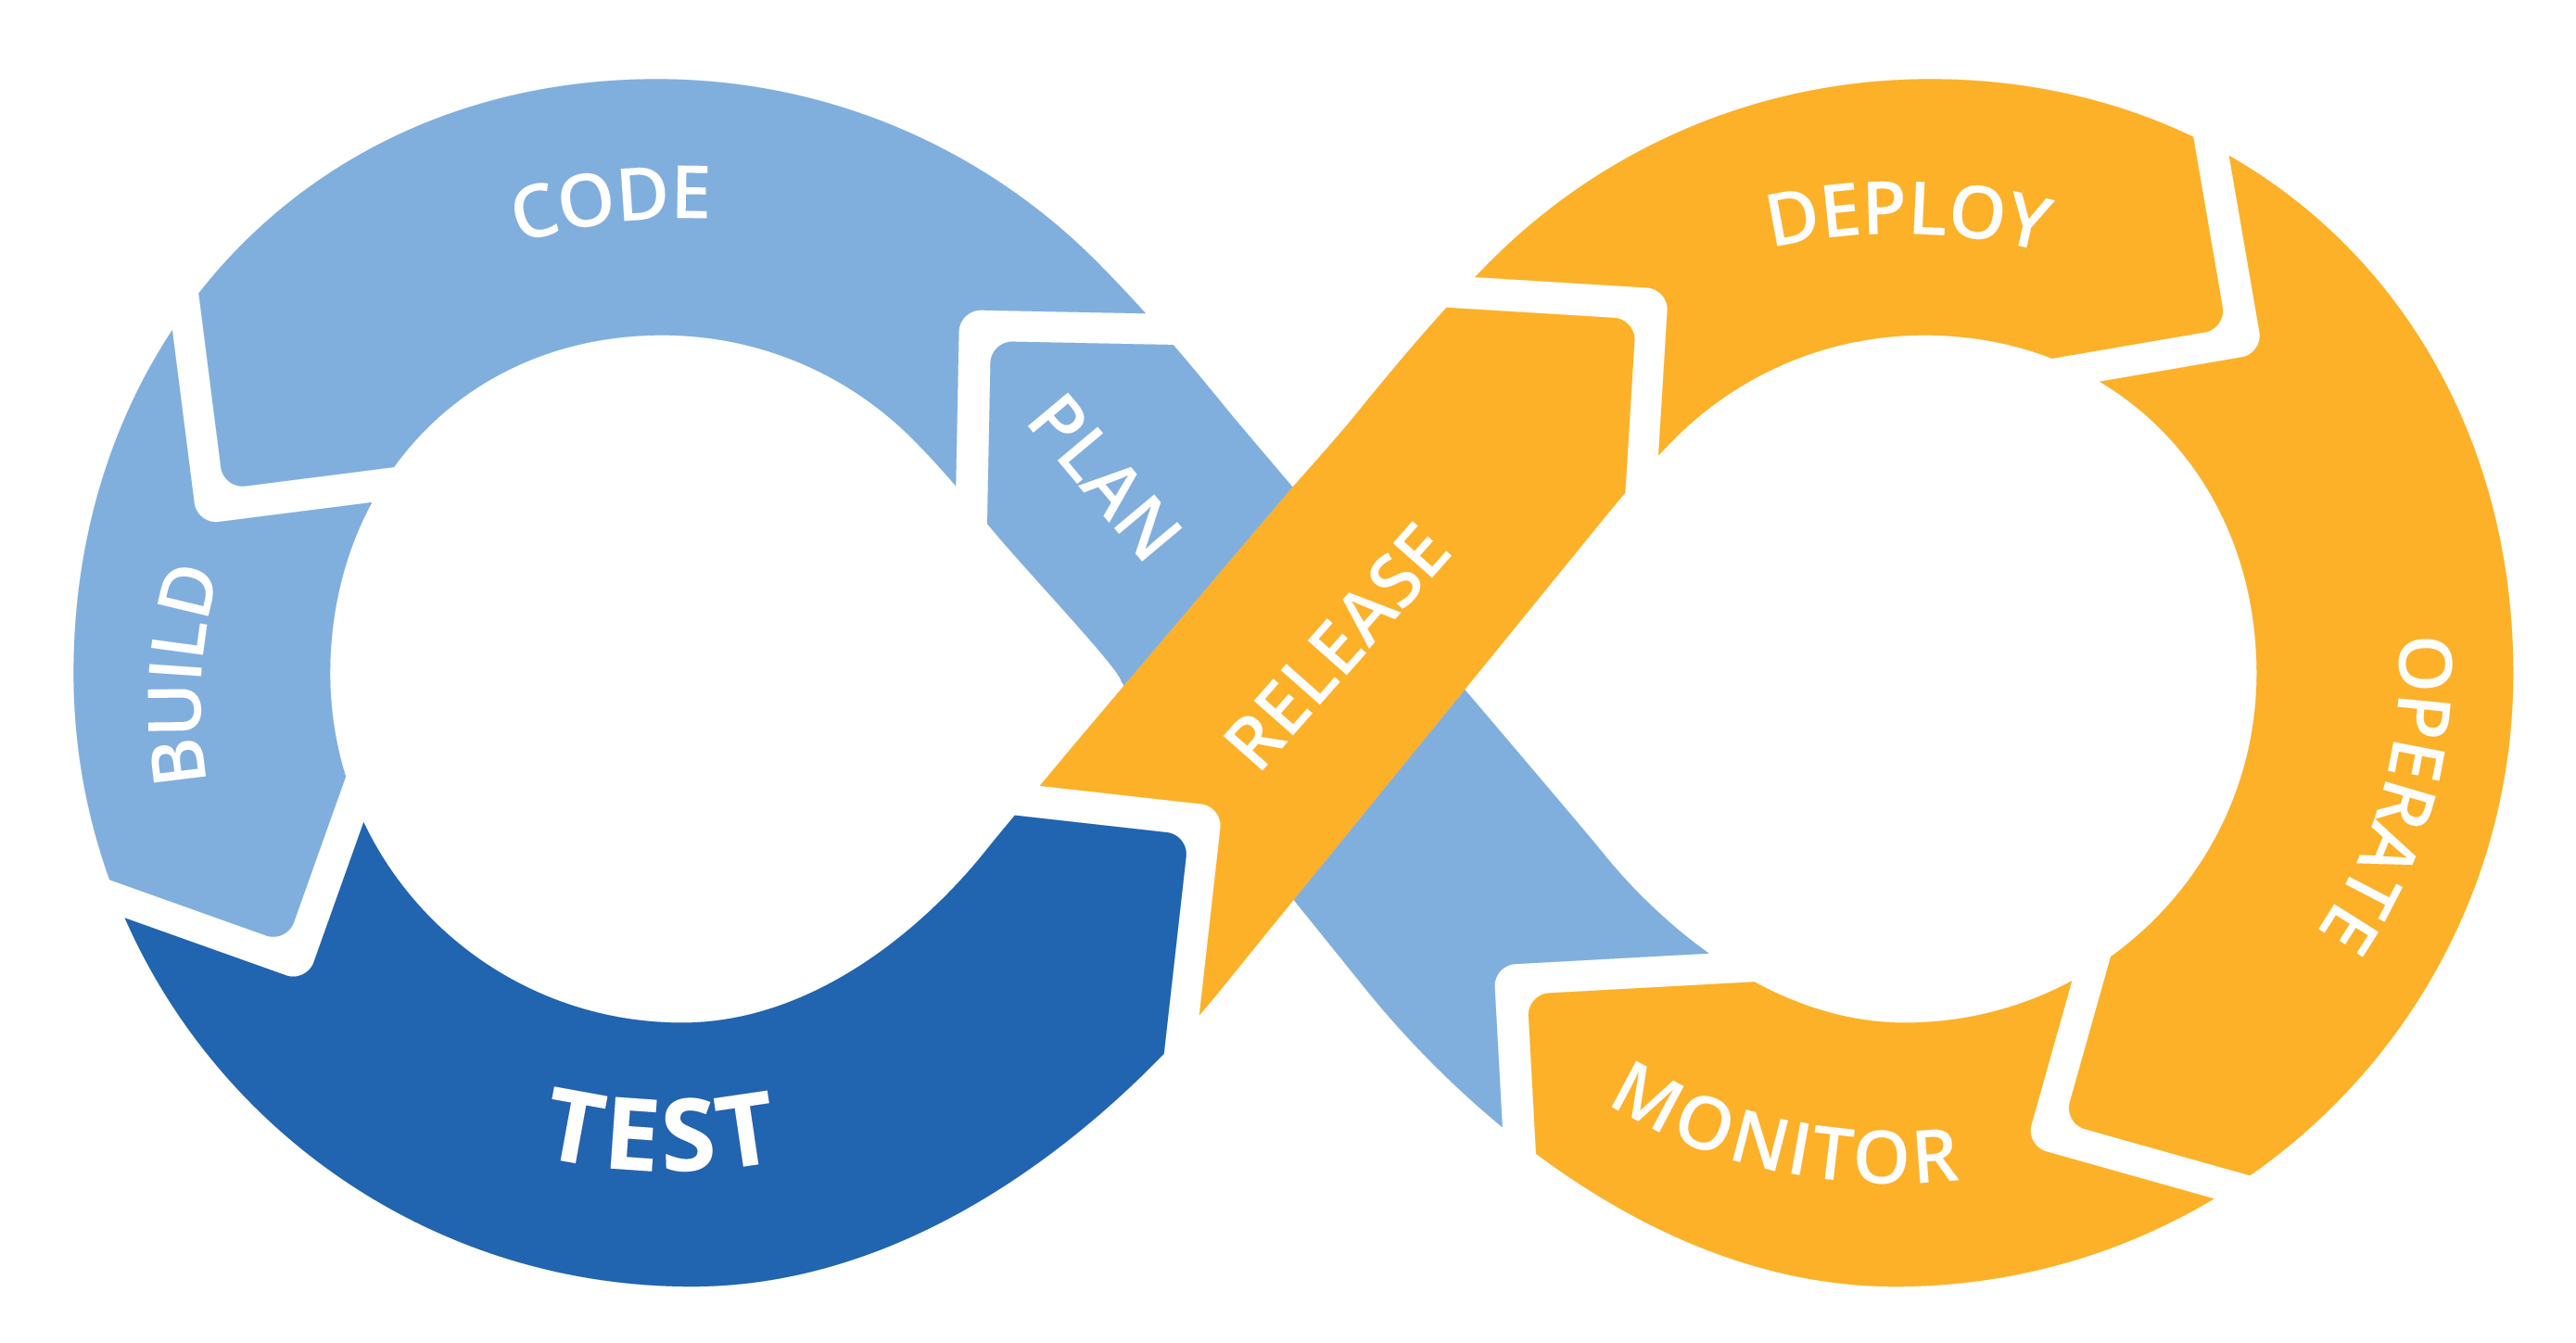 CODE
DEPLOY
PLAN
BUILD
RELEASE
OPERATE
TEST
MONITOR